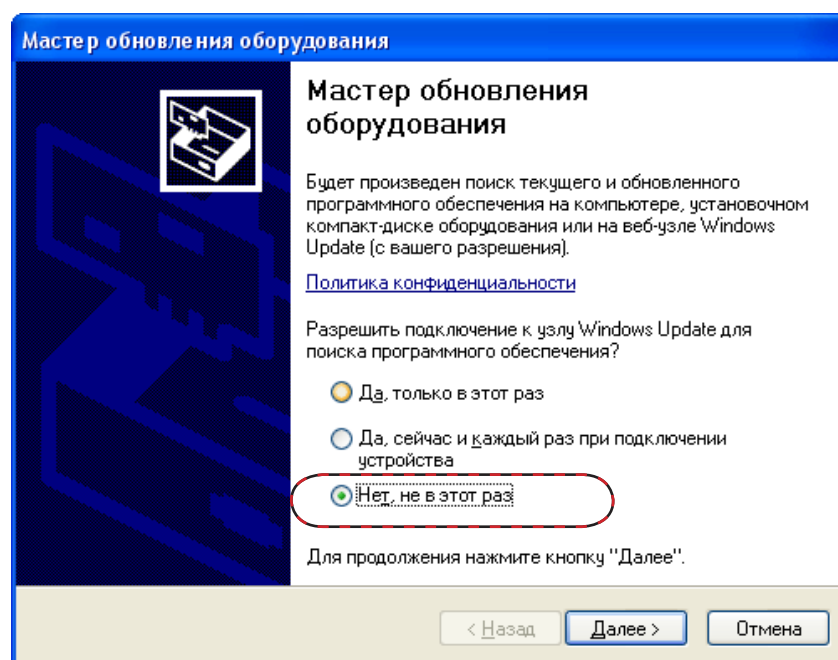 Мастер обновления оборудования
Мастер обновления
оборудования
Будет произведен поиск текущего и обновленного
программного обеспечения на компьютере, установочном
компакт-диске оборудования или на веб-узле Windows
Update (с вашего разрешения).
Политика конфиденциальности
Разрешить подключение к узлу Windows Update для
поиска программного обеспечения?
Да, только в этот раз
Да, сейчас и каждый раз при подключении
устройства
Нет, не в этот раз
Для продолжения нажмите кнопку "Далее".
< Назад
Далее >
Отмена